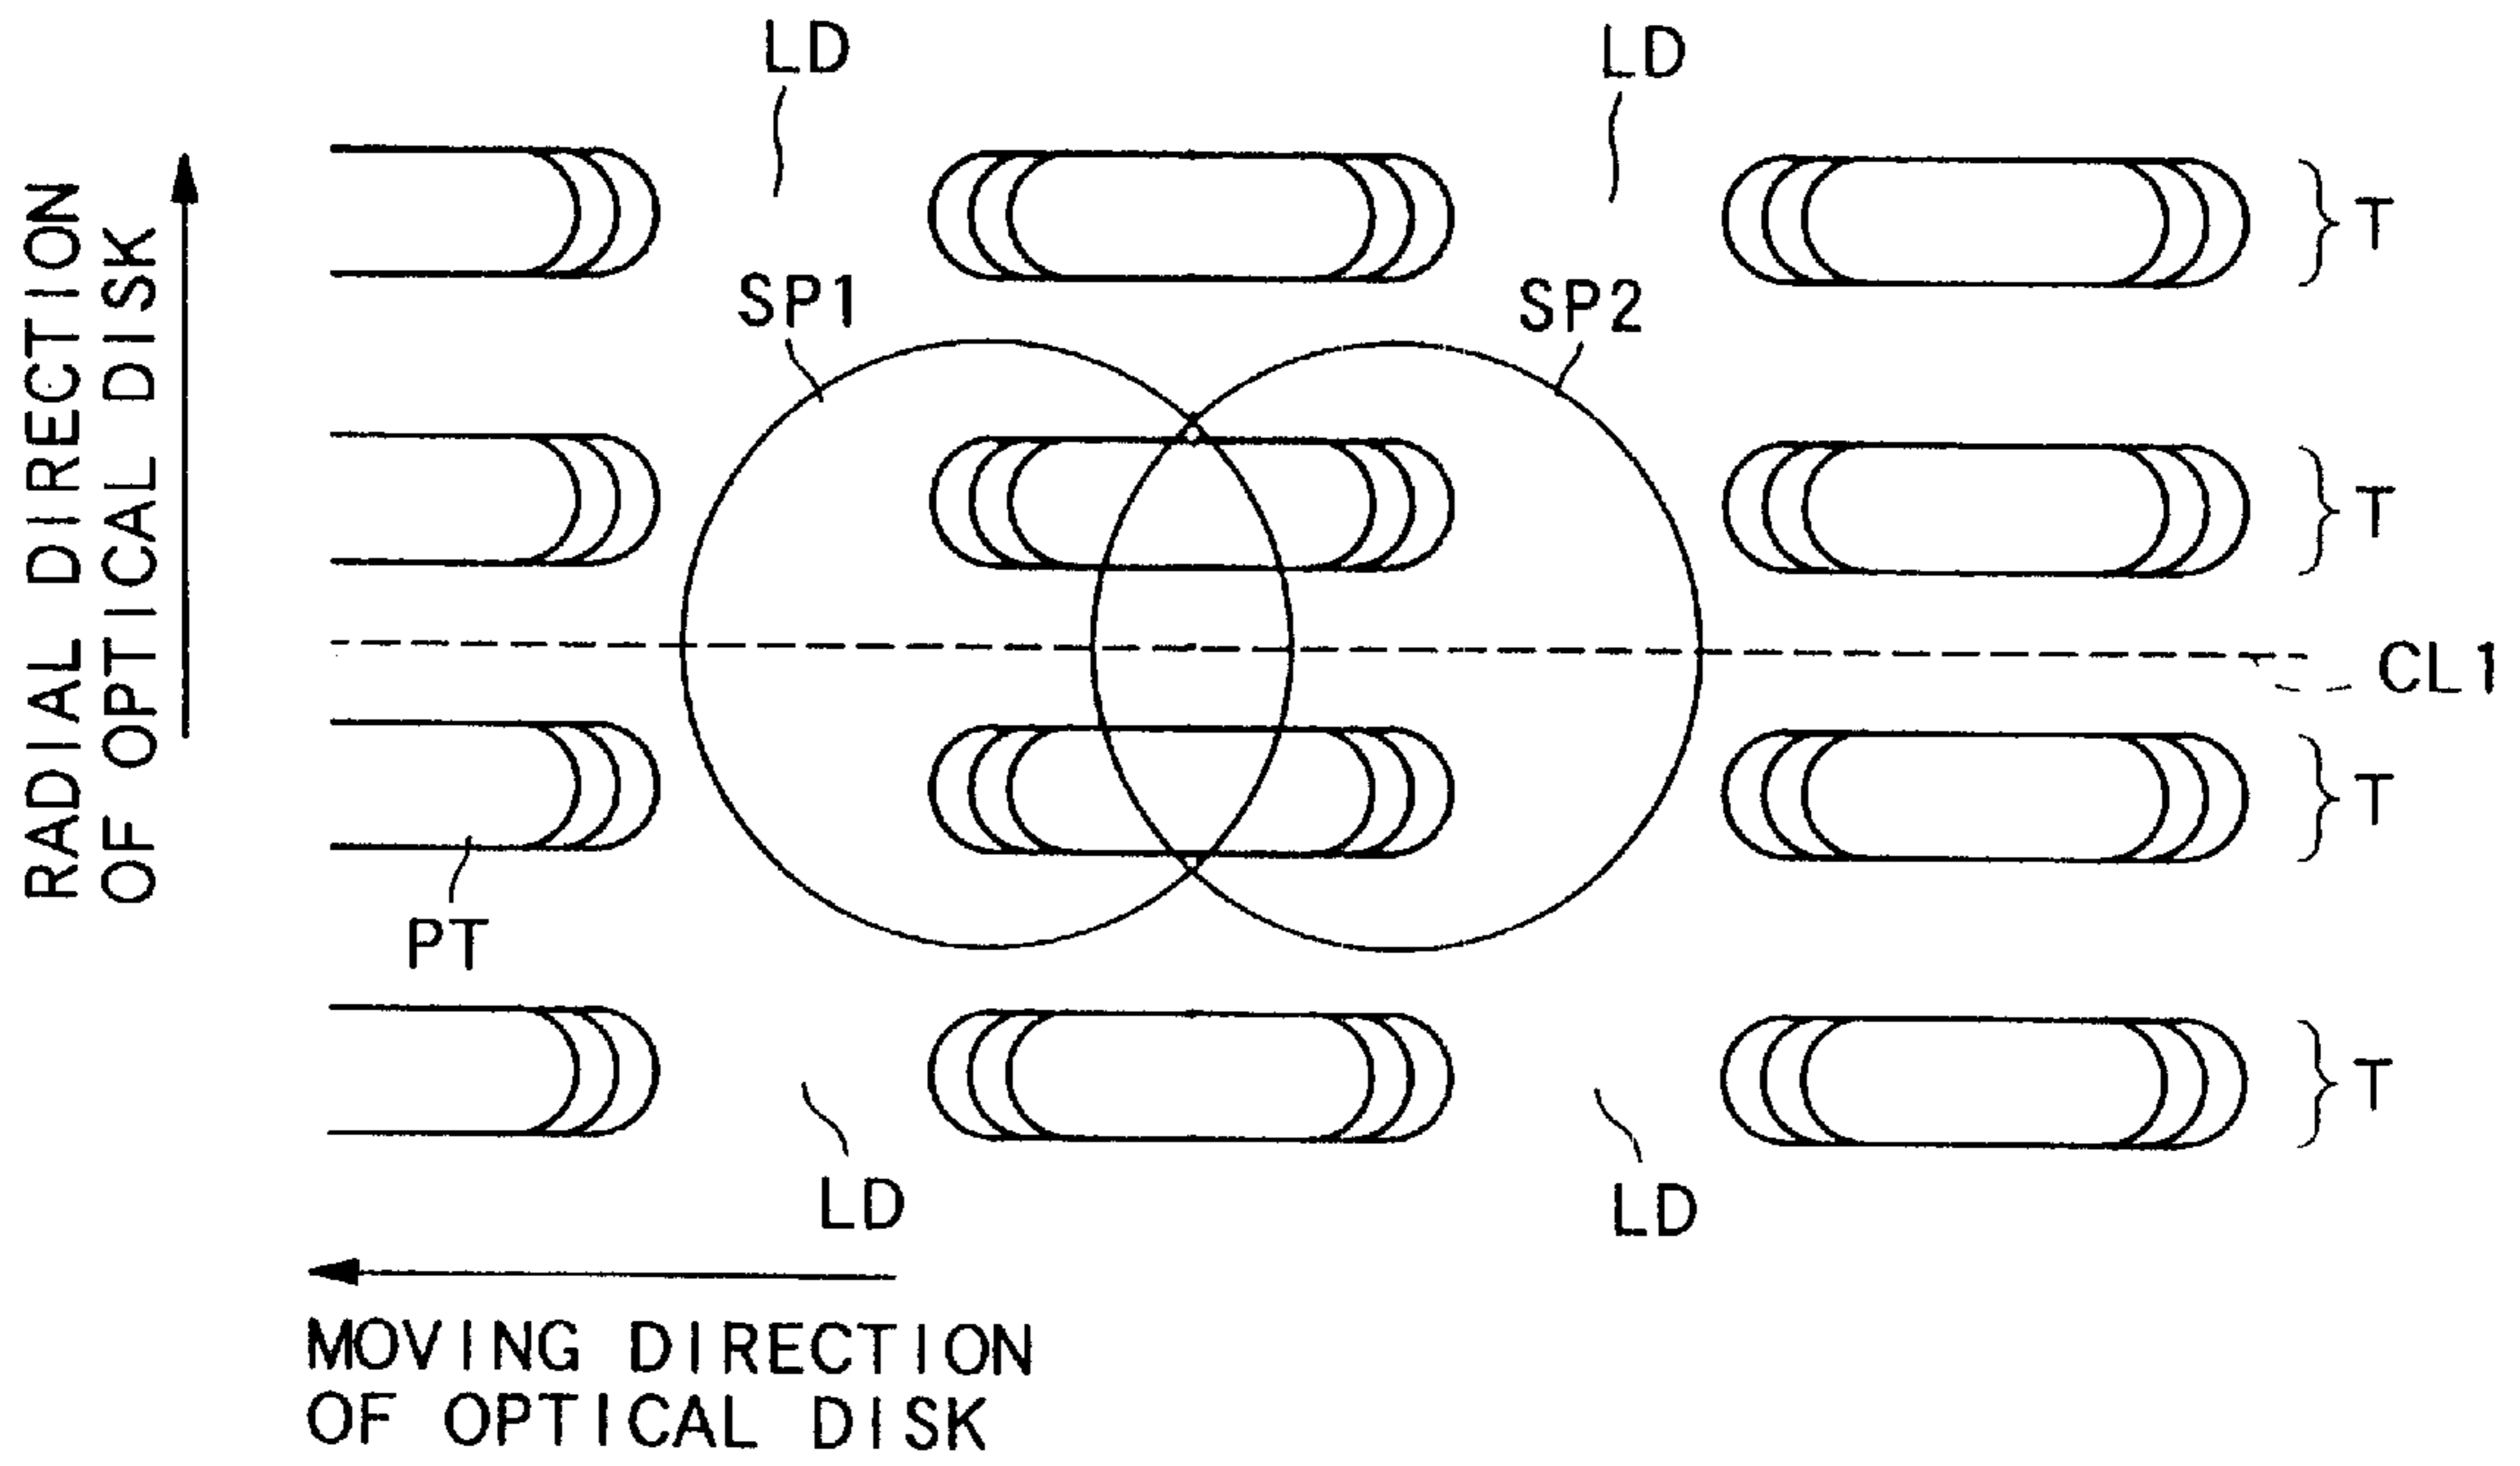 LD
LD
T
SP1
SP2
T
CL1
T
PT
T
LD
LD
RADIAL DIRECTION
OF OPTICAL DISK
MOVING DIRECTION
OF OPTICAL DISK